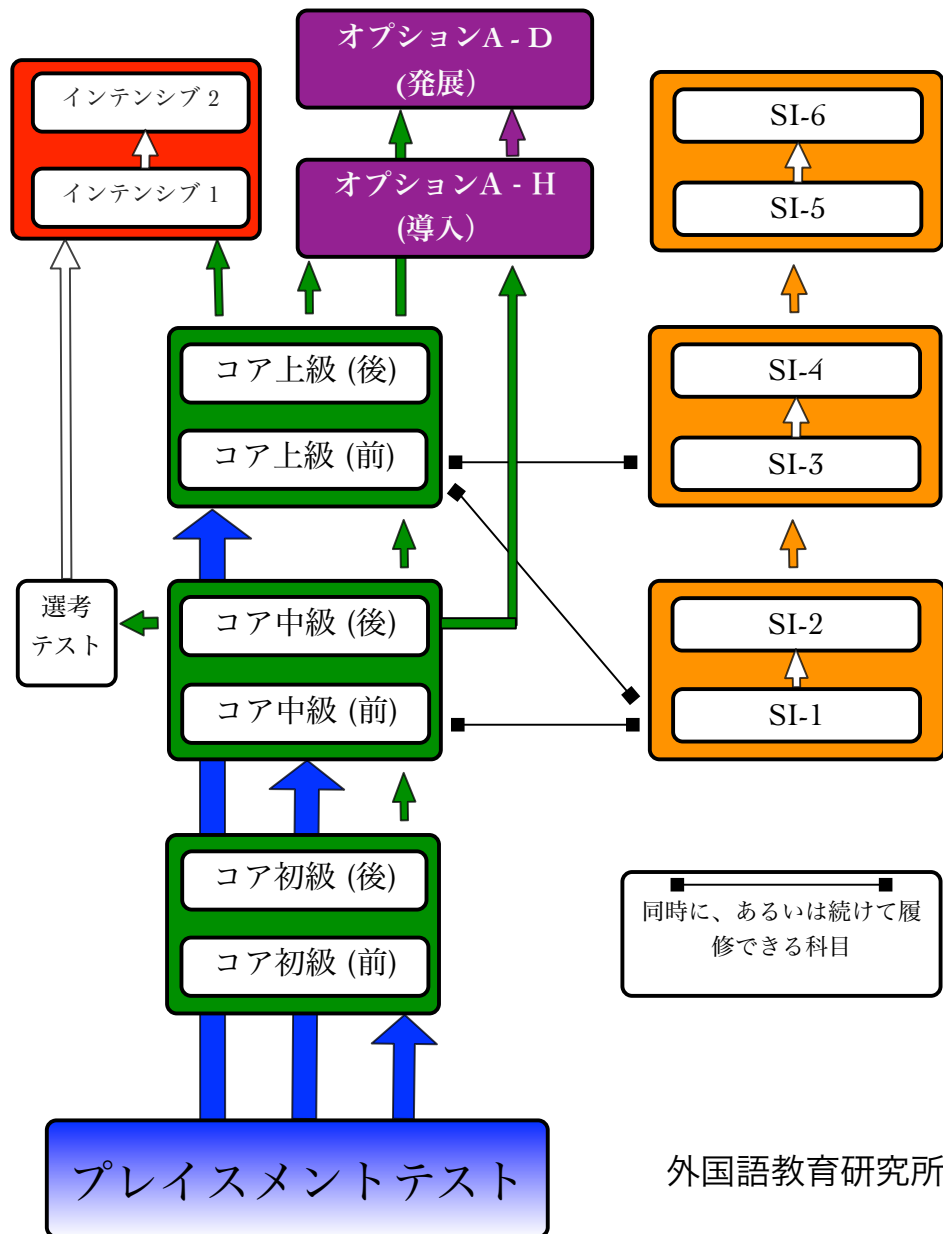 オプションA - D
(発展）
インテンシブ 2
インテンシブ 1
オプションA - H
(導入）
SI-6
SI-5
コア上級 (後)
コア上級 (前)
SI-4
SI-3
選考
テスト
コア中級 (後)
コア中級 (前)
SI-2
SI-1
コア初級 (後)
コア初級 (前)
同時に、あるいは続けて履
修できる科目
プレイスメントテスト
外国語教育研究所